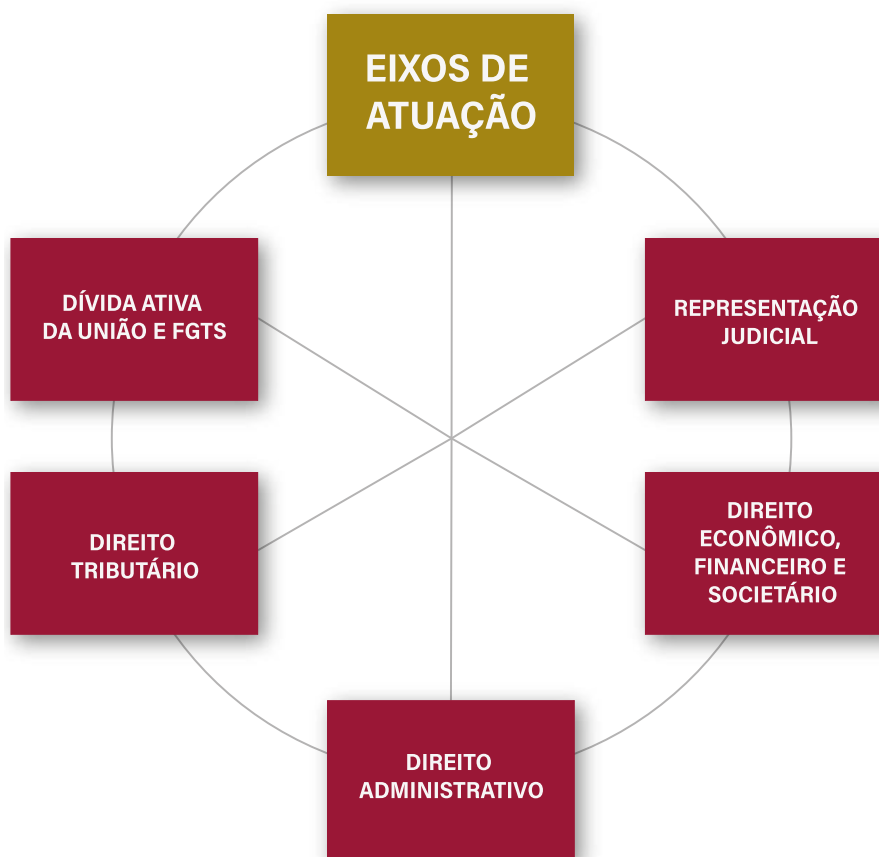 EIXOS DE
ATUAÇÃO
DÍVIDA ATIVA
DA UNIÃO E FGTS
REPRESENTAÇÃO
JUDICIAL
DIREITO
TRIBUTÁRIO
DIREITO
ECONÔMICO,
FINANCEIRO E
SOCIETÁRIO
DIREITO
ADMINISTRATIVO